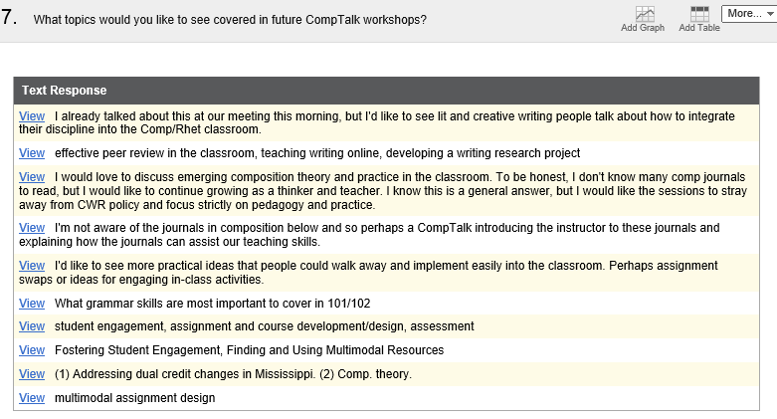 7. What topics would you like to see covered in future CompTalk workshops?
Add Graph
Add Table
More...
Text Response
View I already talked about this at our meeting this morning, but I'd like to see lit and creative writing people talk about how to integrate
their discipline into the Comp/Rhet classroom.
View effective peer review in the classroom, teaching writing online, developing a writing research project
View I would love to discuss emerging composition theory and practice in the classroom. To be honest, I don't know many comp journals
to read, but I would like to continue growing as a thinker and teacher. I know this is a general answer, but I would like the sessions to stray
away from CWR policy and focus strictly on pedagogy and practice.
View I'm not aware of the journals in composition below and so perhaps a CompTalk introducing the instructor to these journals and
explaining how the journals can assist our teaching skills.
View I'd like to see more practical ideas that people could walk away and implement easily into the classroom. Perhaps assignment
swaps or ideas for engaging in-class activities.
View What grammar skills are most important to cover in 101/102
View student engagement, assignment and course development/design, assessment
View Fostering Student Engagement, Finding and Using Multimodal Resources
View (1) Addressing dual credit changes in Mississippi. (2) Comp. theory.
View multimodal assignment design